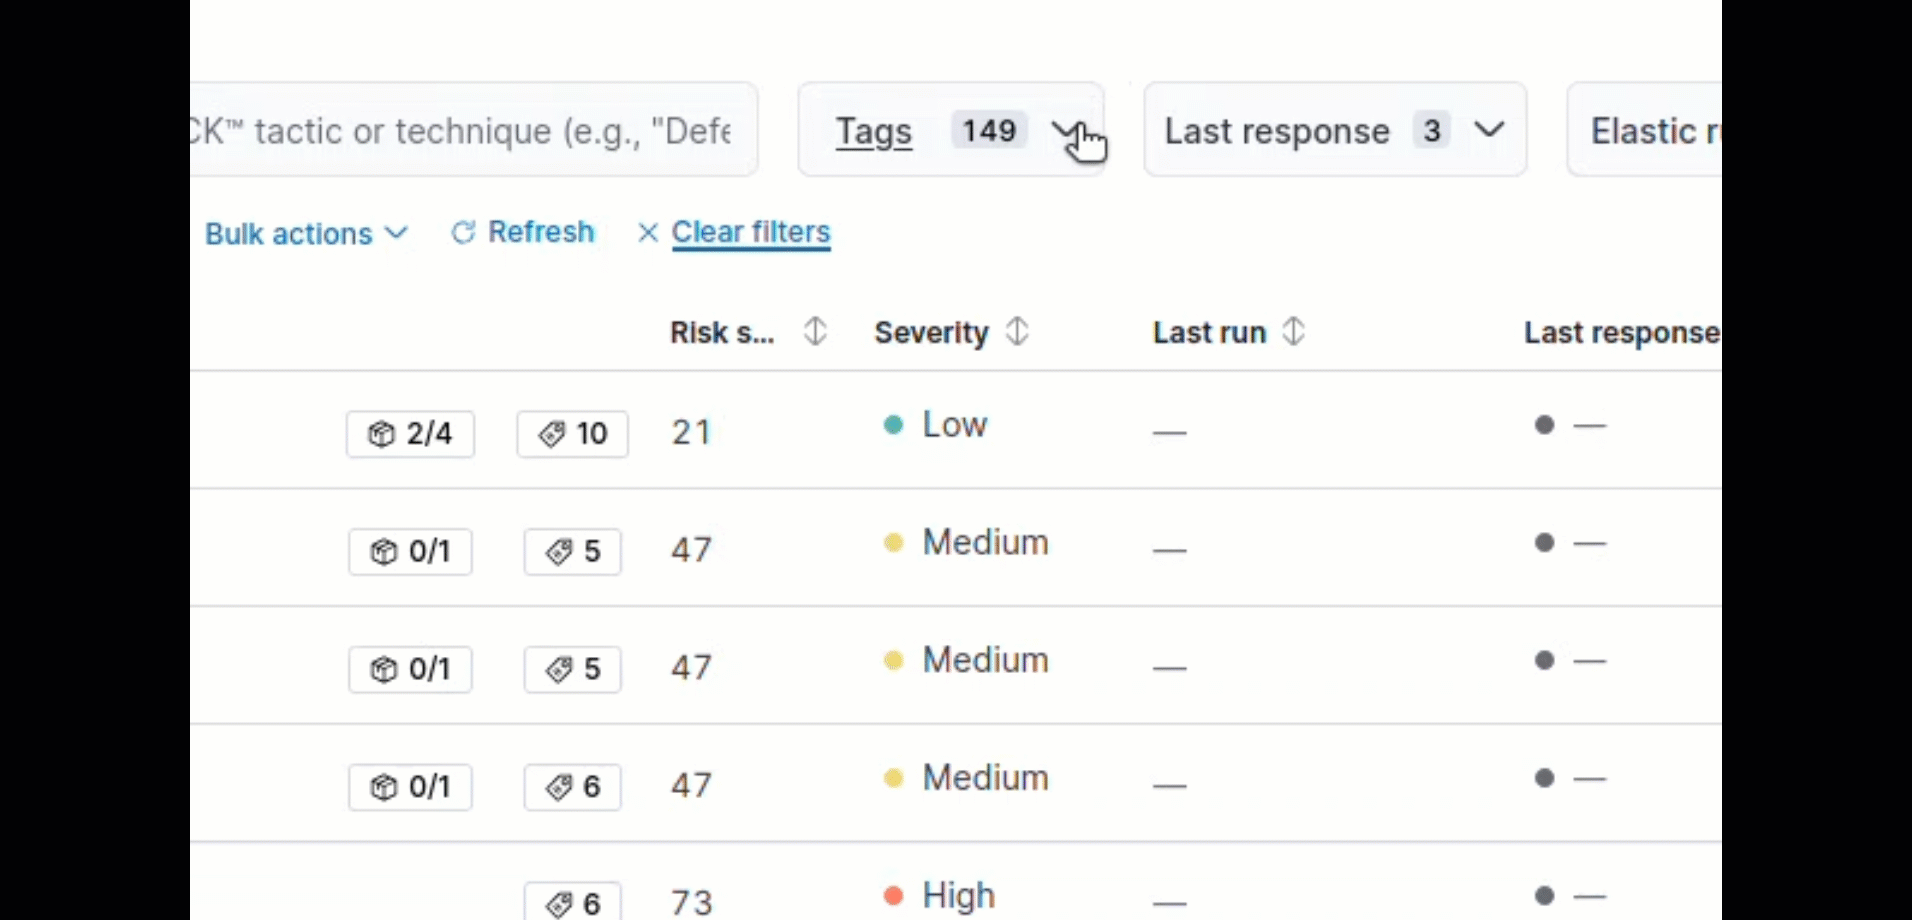 CK™ tactic or technique (e.g., "Defe Tags 149 Last response 3 Elastic r
Bulk actions Refresh Clear filters
Risk s... Severity Last run Last response
2/4 10 21 Low —  —
0/1 5 47 Medium — —
0/1 5 47 Medium — —
0/1 6 47 Medium — —
6 73 High — —